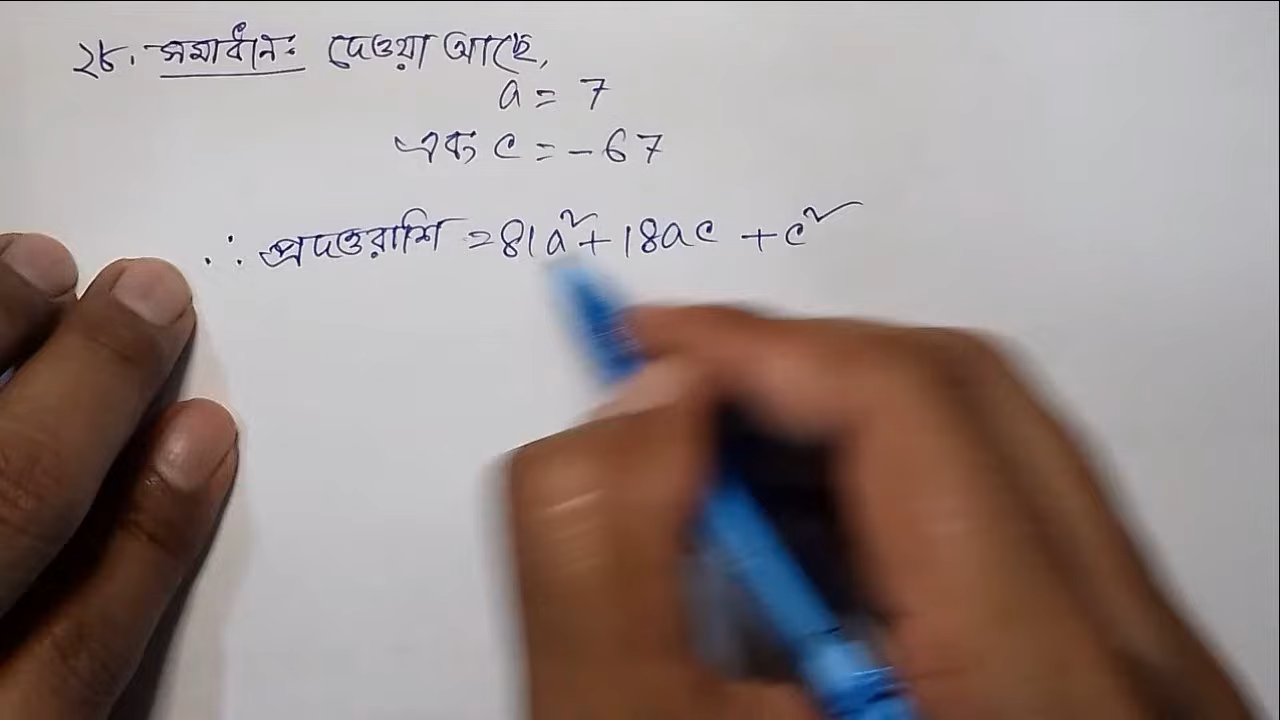 ২৮. সমাধান: দেওয়া আছে,
a = 7
এবং c = -67
∴ প্রদত্তরাশি = 81a² + 18ac + c²